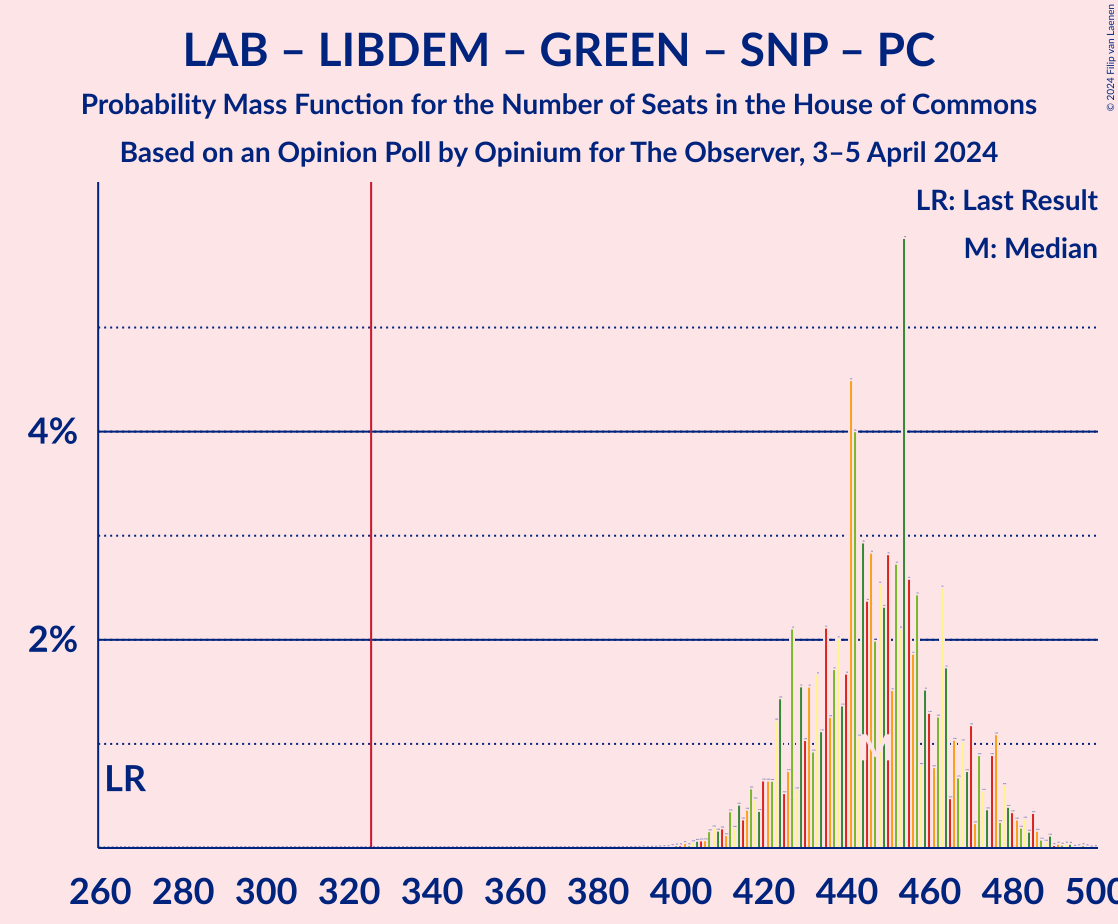 LAB – LIBDEM – GREEN – SNP – PC
Probability Mass Function for the Number of Seats in the House of Commons
Based on an Opinion Poll by Opinium for The Observer, 3–5 April 2024
© 2024 Filip van Laenen
LR: Last Result
M: Median
4%
2%
LR
260 280 300 320 340 360 380 400 420 440 460 480 500